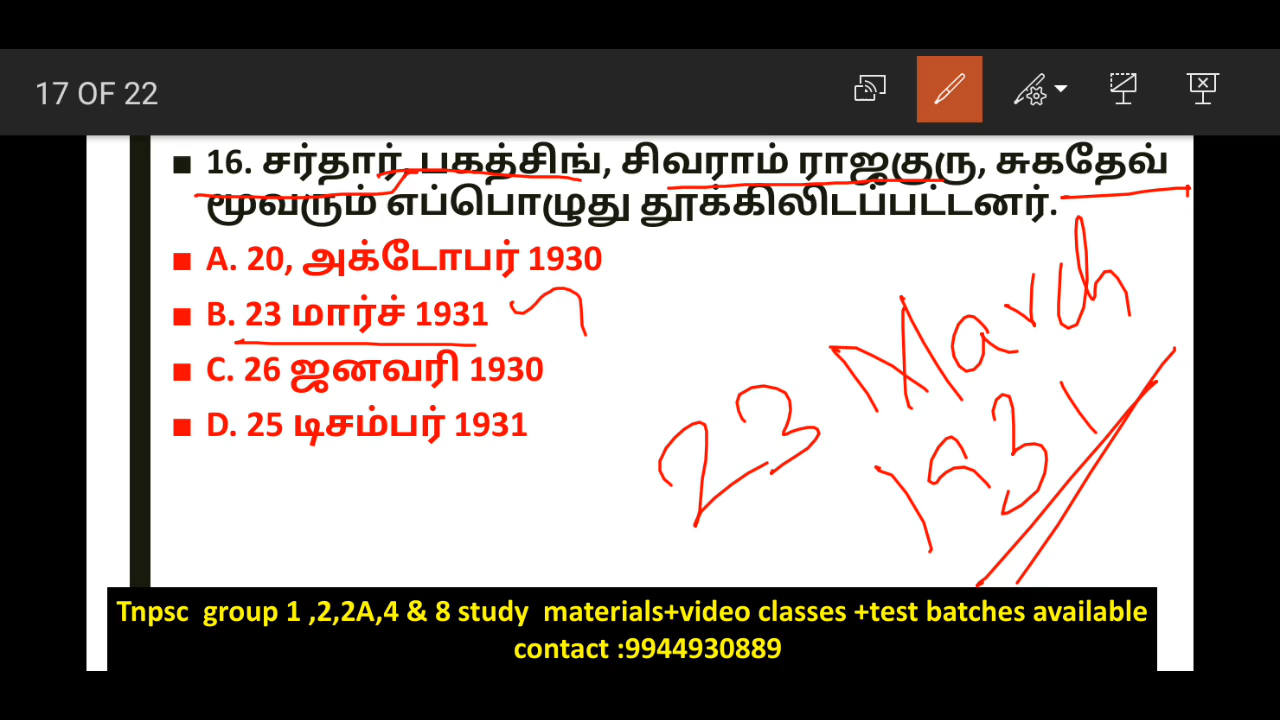 17 OF 22
16. சர்தார் பகத்சிங், சிவராம் ராஜகுரு, சுகதேவ்
மூவரும் எப்பொழுது தூக்கிலிடப்பட்டனர்.
A. 20, அக்டோபர் 1930
B. 23 மார்ச் 1931
C. 26 ஜனவரி 1930
D. 25 டிசம்பர் 1931
23 March
1931
Tnpsc group 1 ,2,2A,4 & 8 study materials+video classes +test batches available
contact :9944930889